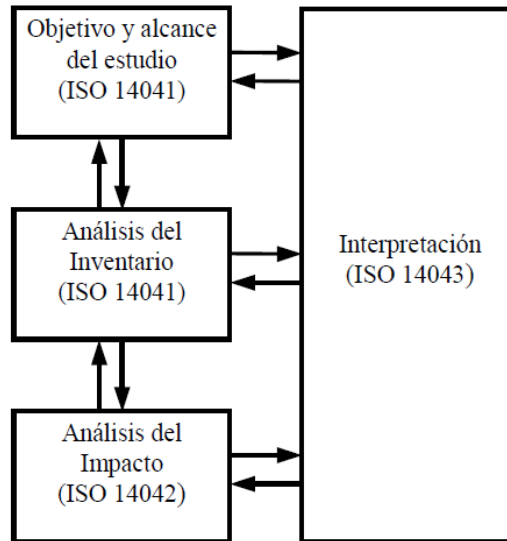 Objetivo y alcance
del estudio
(ISO 14041)
Análisis del
Inventario
(ISO 14041)
Interpretación
(ISO 14043)
Análisis del
Impacto
(ISO 14042)